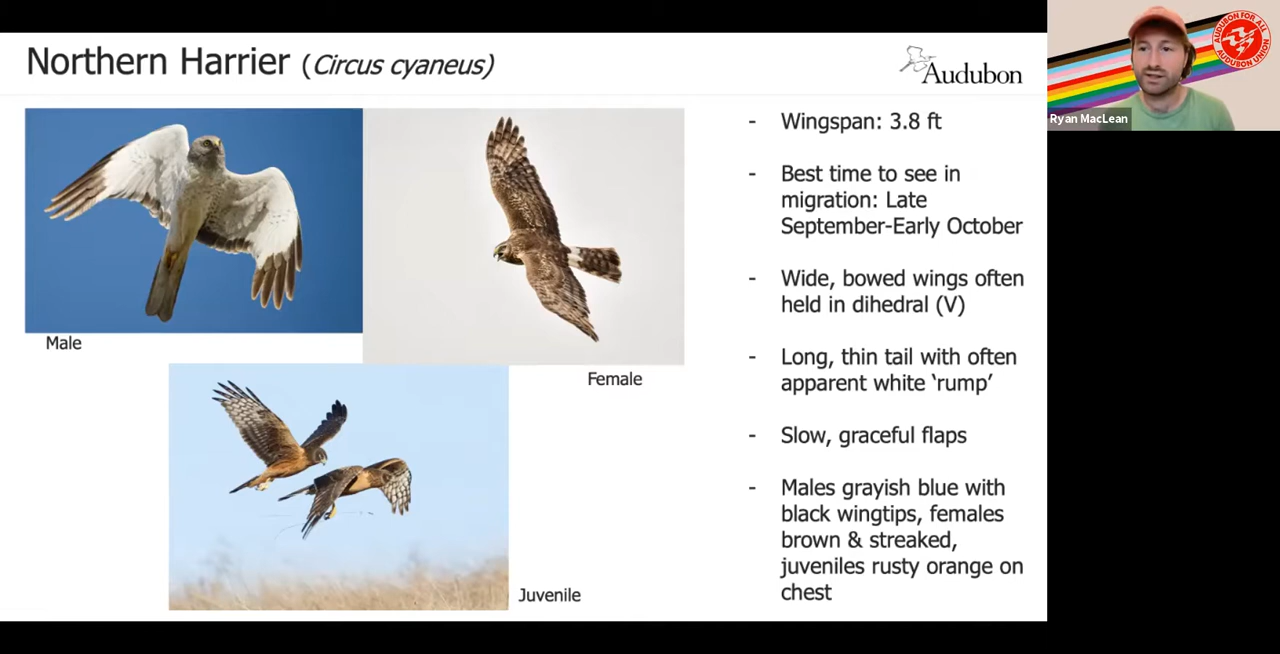 Northern Harrier (Circus cyaneus)
Audubon
AUDUBON FOR ALL
AUDUBON UNION
Ryan MacLean
- Wingspan: 3.8 ft
- Best time to see in
migration: Late
September-Early October
- Wide, bowed wings often
held in dihedral (V)
- Long, thin tail with often
apparent white ‘rump’
- Slow, graceful flaps
- Males grayish blue with
black wingtips, females
brown & streaked,
juveniles rusty orange on
chest
Male
Female
Juvenile